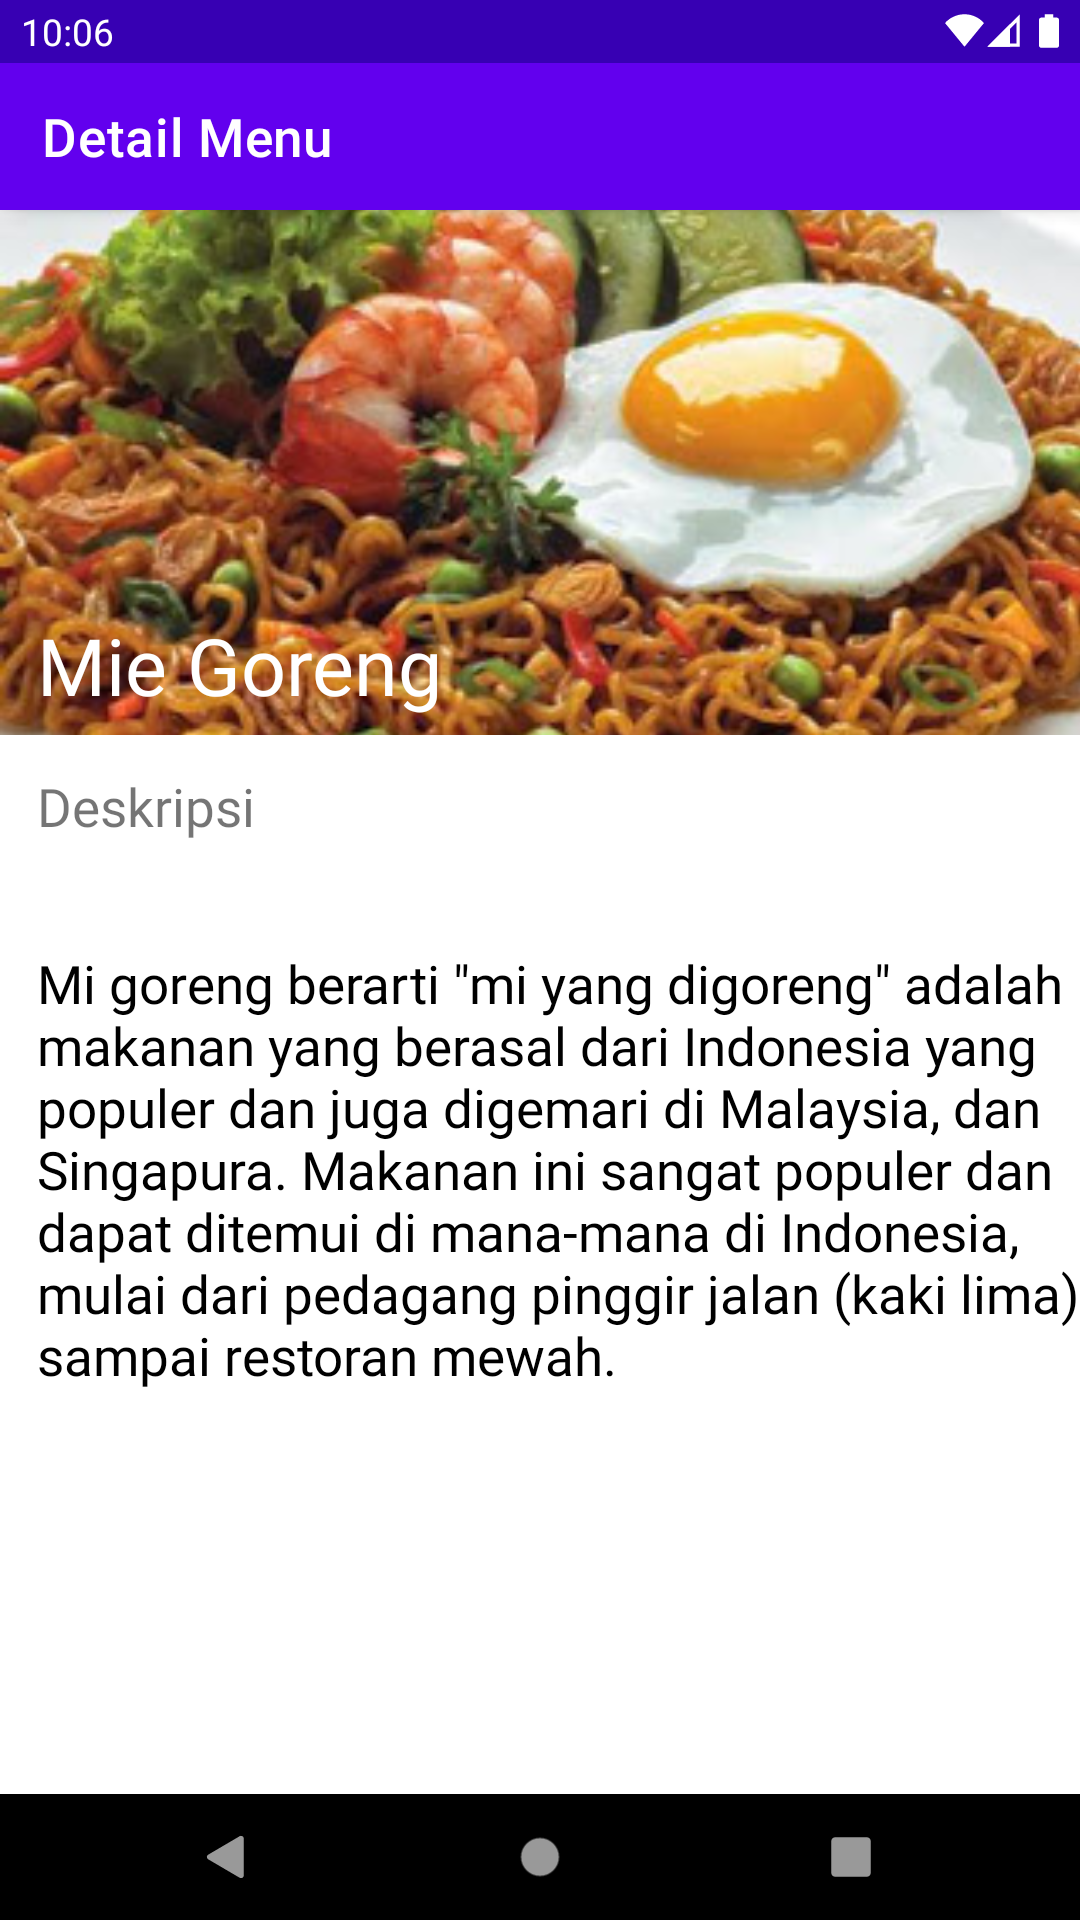 10:06
Detail Menu
Mie Goreng
Deskripsi
Mi goreng berarti "mi yang digoreng" adalah
makanan yang berasal dari Indonesia yang
populer dan juga digemari di Malaysia, dan
Singapura. Makanan ini sangat populer dan
dapat ditemui di mana-mana di Indonesia,
mulai dari pedagang pinggir jalan (kaki lima)
sampai restoran mewah.